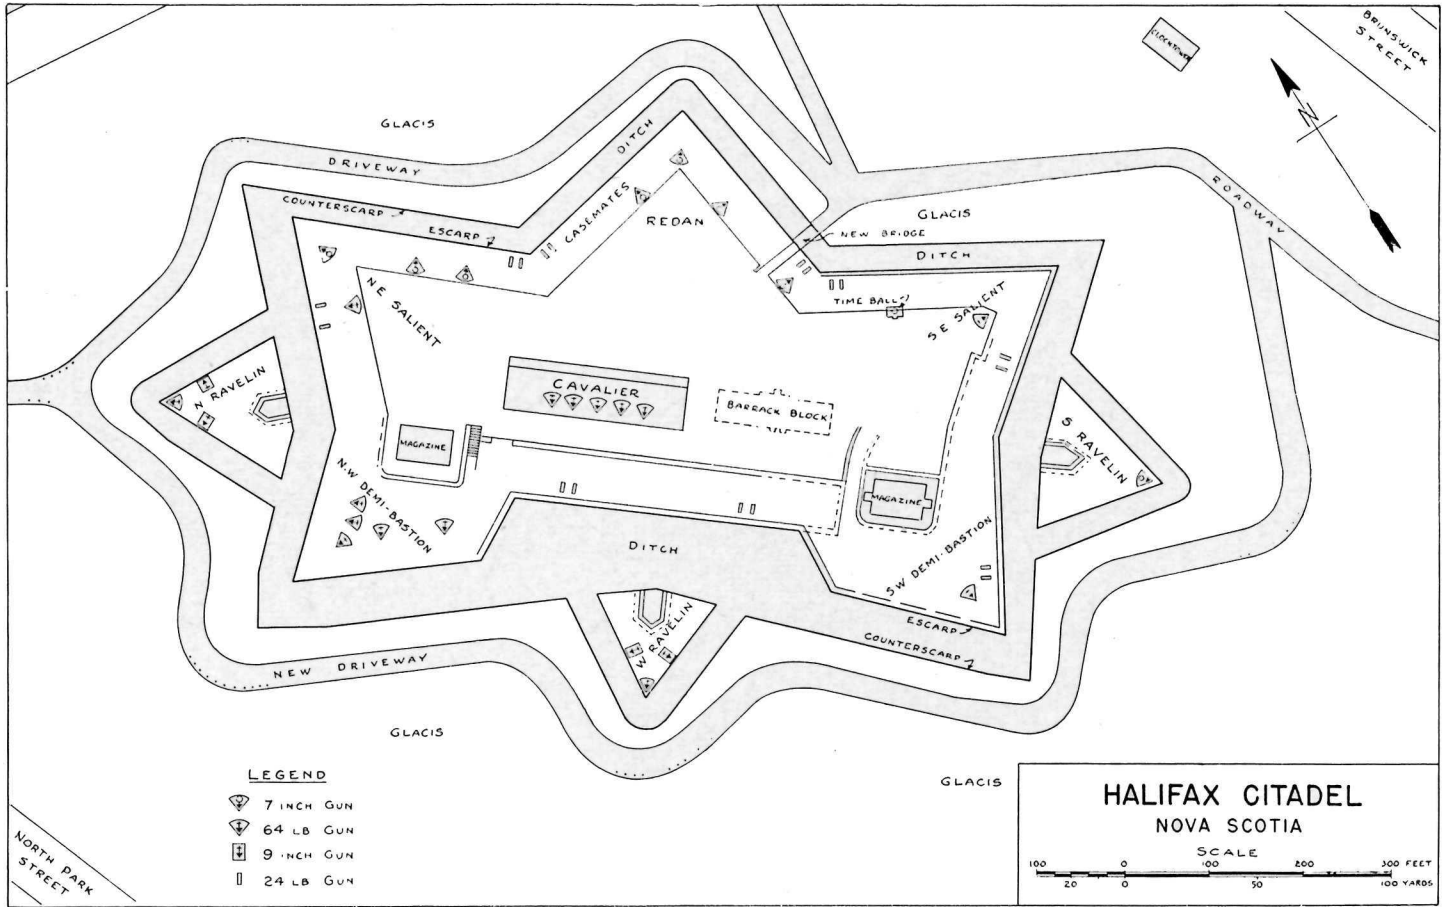 BRUNSWICK
STREET
CLOCKTOWER
N
GLACIS
DRIVEWAY
DITCH
COUNTERSCARP
ESCARP
CASEMATES
REDAN
GLACIS
ROADWAY
NEW BRIDGE
DITCH
TIME BALL
NE SALIENT
SE SALIENT
N RAVELIN
CAVALIER
BARRACK BLOCK
S RAVELIN
MAGAZINE
MAGAZINE
N.W DEMI-BASTION
SW DEMI-BASTION
DITCH
W RAVELIN
ESCARP
COUNTERSCARP
NEW DRIVEWAY
GLACIS
GLACIS
LEGEND
7 INCH GUN
64 LB GUN
9 INCH GUN
24 LB GUN
NORTH PARK
STREET
HALIFAX CITADEL
NOVA SCOTIA
SCALE
100 0 100 200 300 FEET
20 0 50 100 YARDS